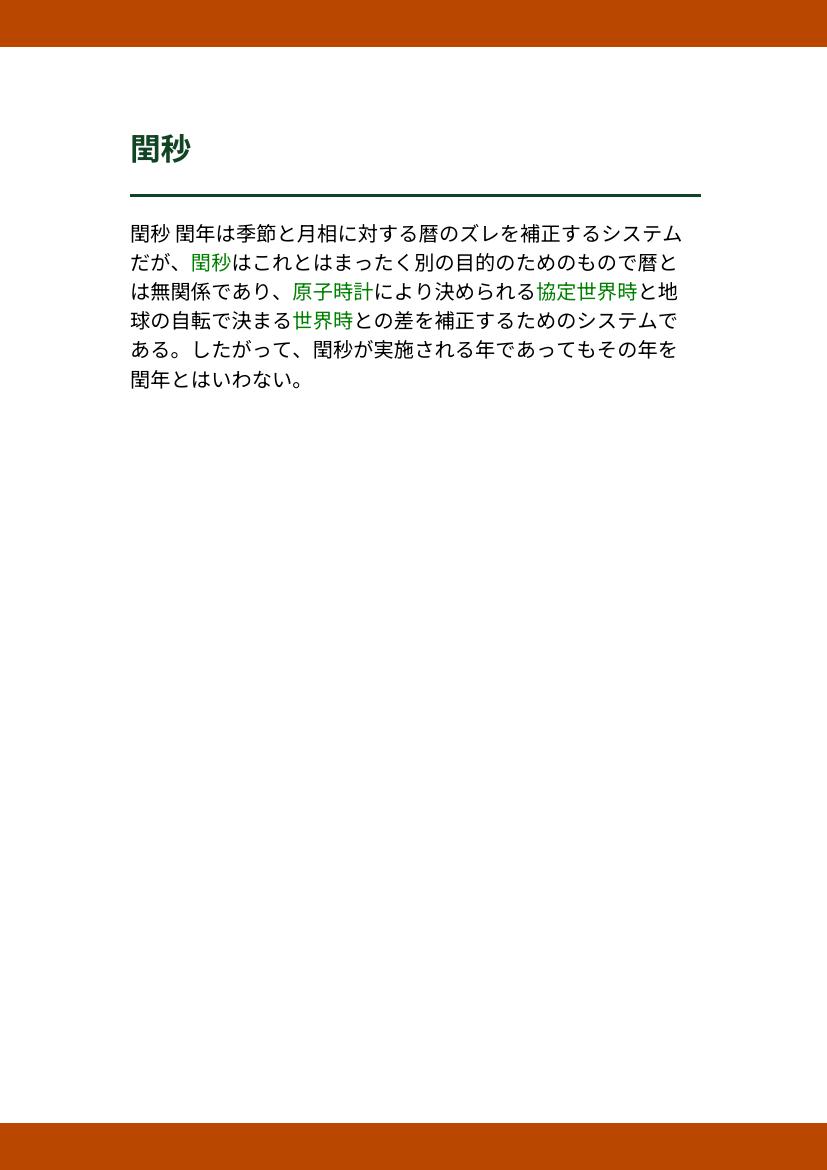 閏秒
閏秒 閏年は季節と月相に対する暦のズレを補正するシステム
だが、閏秒はこれとはまったく別の目的のためのもので暦と
は無関係であり、原子時計により決められる協定世界時と地
球の自転で決まる世界時との差を補正するためのシステムで
ある。したがって、閏秒が実施される年であってもその年を
閏年とはいわない。